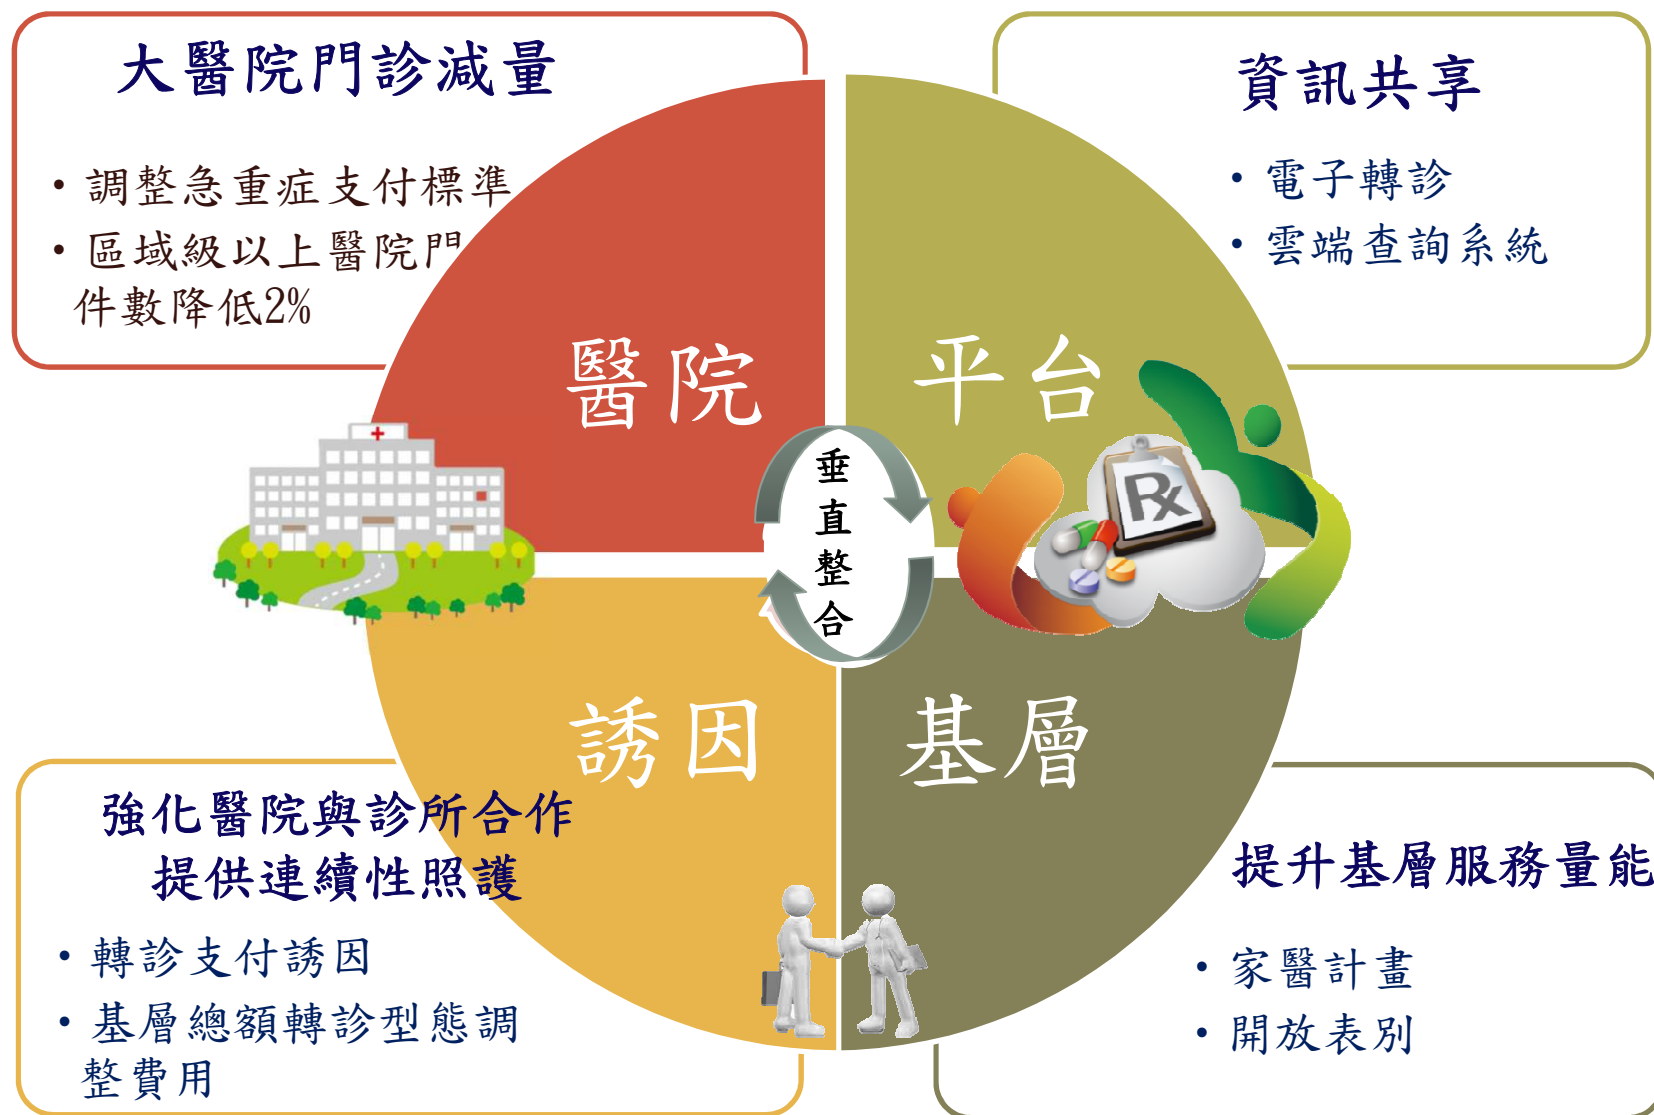 大醫院門診減量
• 調整急重症支付標準
• 區域級以上醫院門
件數降低2%
資訊共享
• 電子轉診
• 雲端查詢系統
醫院
平台
垂
直
整
合
Rx
誘因
基層
強化醫院與診所合作
提供連續性照護
• 轉診支付誘因
• 基層總額轉診型態調
整費用
提升基層服務量能
• 家醫計畫
• 開放表別